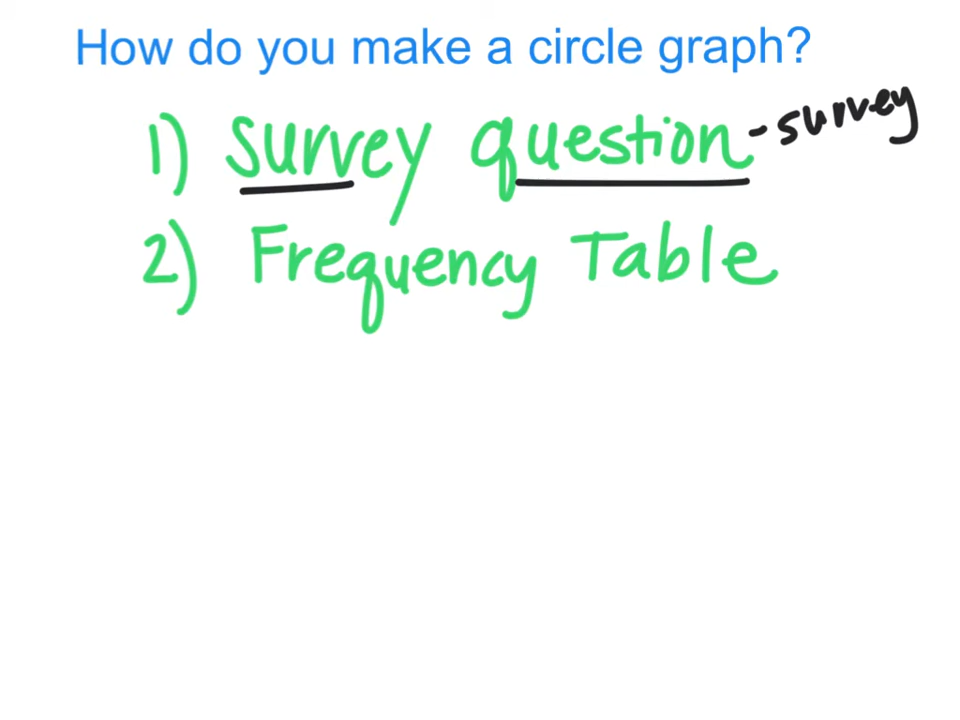 How do you make a circle graph?
1) Survey question - survey
2) Frequency Table